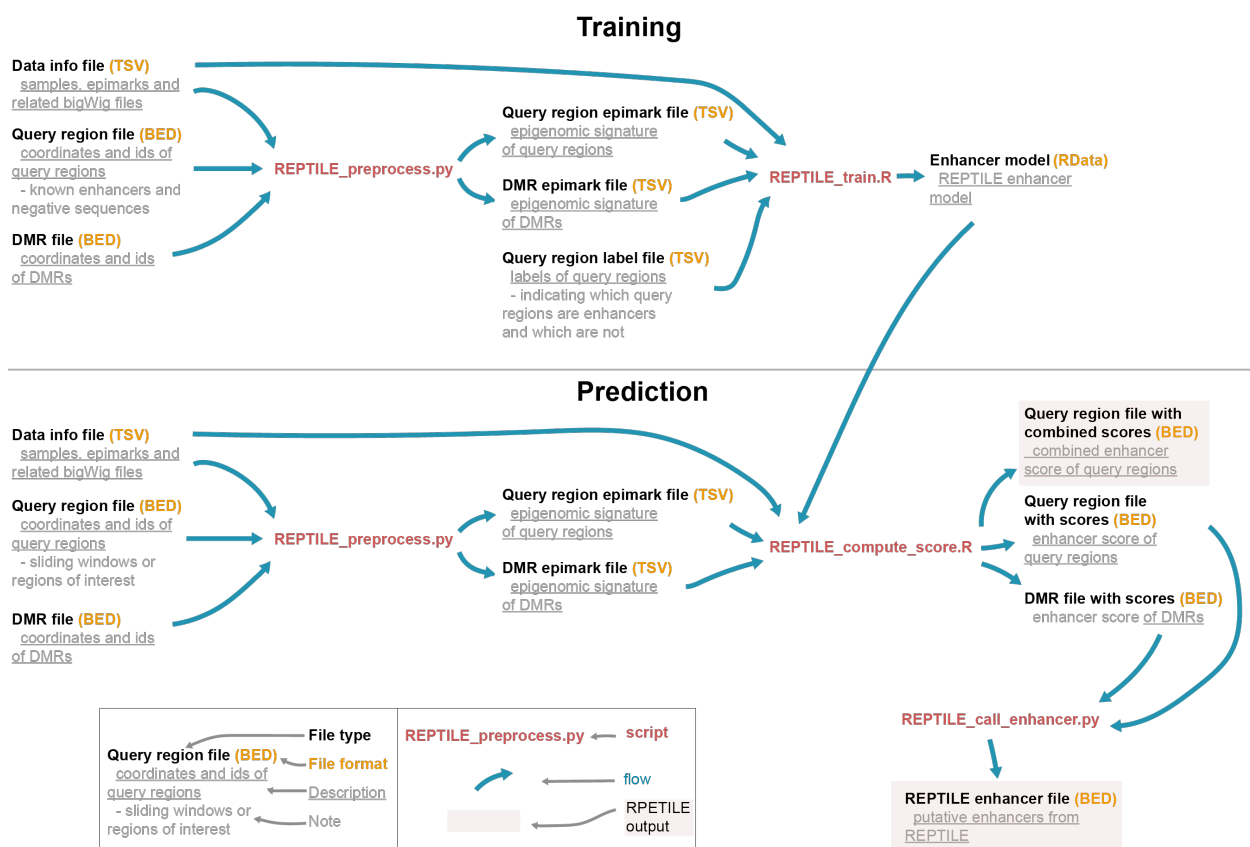 Training
Data info file (TSV)
samples, epimarks and
related bigWig files
Query region file (BED)
coordinates and ids of
query regions
- known enhancers and
negative sequences
DMR file (BED)
coordinates and ids
of DMRs
REPTILE_preprocess.py
Query region epimark file (TSV)
epigenomic signature
of query regions
DMR epimark file (TSV)
epigenomic signature
of DMRs
Query region label file (TSV)
labels of query regions
- indicating which query
regions are enhancers
and which are not
REPTILE_train.R
Enhancer model (RData)
REPTILE enhancer
model
Prediction
Data info file (TSV)
samples, epimarks and
related bigWig files
Query region file (BED)
coordinates and ids of
query regions
- sliding windows or
regions of interest
DMR file (BED)
coordinates and ids
of DMRs
REPTILE_preprocess.py
Query region epimark file (TSV)
epigenomic signature
of query regions
DMR epimark file (TSV)
epigenomic signature
of DMRs
REPTILE_compute_score.R
Query region file with
combined scores (BED)
combined enhancer
score of query regions
Query region file
with scores (BED)
enhancer score of
query regions
DMR file with scores (BED)
enhancer score of DMRs
REPTILE_call_enhancer.py
REPTILE enhancer file (BED)
putative enhancers from
REPTILE
Query region file (BED)
coordinates and ids of
query regions
- sliding windows or
regions of interest
File type
File format
Description
Note
REPTILE_preprocess.py
script
flow
RPETILE
output